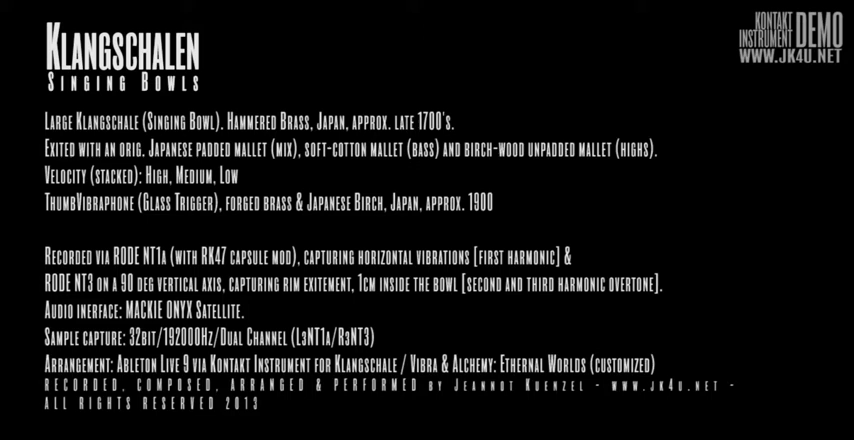 KLANGSCHALEN
SINGING BOWLS
KONTAKT
INSTRUMENT DEMO
WWW.JK4U.NET
LARGE KLANGSCHALE (SINGING BOWL). HAMMERED BRASS, JAPAN, APPROX. LATE 1700'S.
EXITED WITH AN ORIG. JAPANESE PADDED MALLET (MIX), SOFT-COTTON MALLET (BASS) AND BIRCH-WOOD UNPADDED MALLET (HIGHS).
VELOCITY (STACKED): HIGH, MEDIUM, LOW
THUMBVIBRAPHONE (GLASS TRIGGER), FORGED BRASS & JAPANESE BIRCH, JAPAN, APPROX. 1900
RECORDED VIA RODE NT1A (WITH RK47 CAPSULE MOD), CAPTURING HORIZONTAL VIBRATIONS [FIRST HARMONIC] &
RODE NT3 ON A 90 DEG VERTICAL AXIS, CAPTURING RIM EXITEMENT, 1CM INSIDE THE BOWL [SECOND AND THIRD HARMONIC OVERTONE].
AUDIO INERFACE: MACKIE ONYX SATELLITE.
SAMPLE CAPTURE: 32BIT/192000HZ/DUAL CHANNEL (L3NT1A/R3NT3)
ARRANGEMENT: ABLETON LIVE 9 VIA KONTAKT INSTRUMENT FOR KLANGSCHALE / VIBRA & ALCHEMY: ETHERNAL WORLDS (CUSTOMIZED)
RECORDED, COMPOSED, ARRANGED & PERFORMED BY JEANNOT KUENZEL - WWW.JK4U.NET -
ALL RIGHTS RESERVED 2013